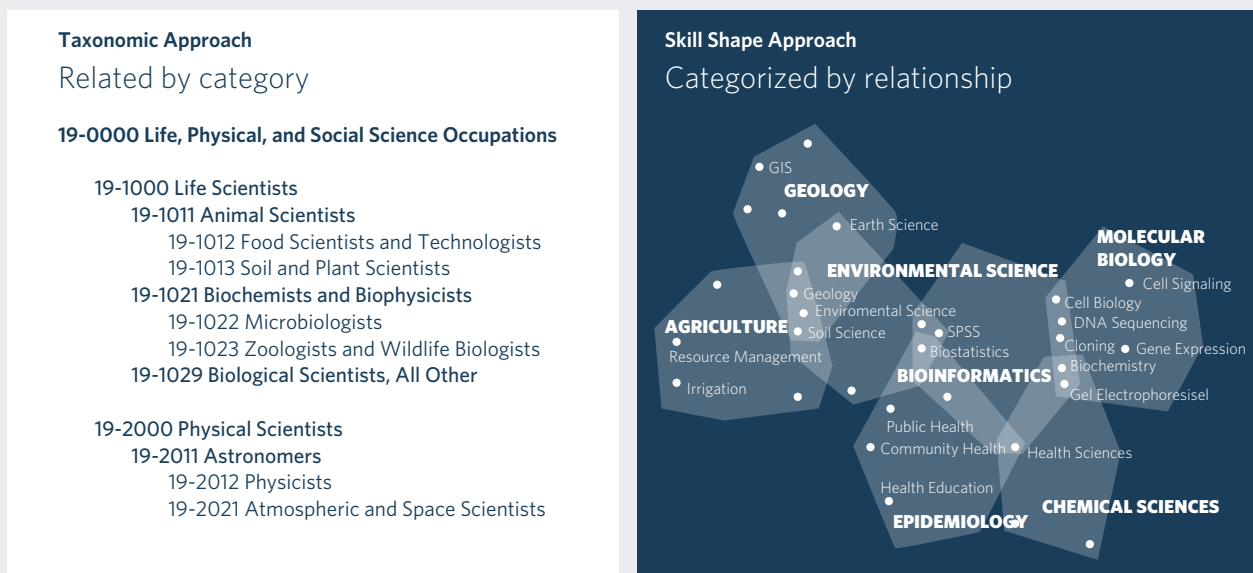 Taxonomic Approach
Related by category
19-0000 Life, Physical, and Social Science Occupations
19-1000 Life Scientists
19-1011 Animal Scientists
19-1012 Food Scientists and Technologists
19-1013 Soil and Plant Scientists
19-1021 Biochemists and Biophysicists
19-1022 Microbiologists
19-1023 Zoologists and Wildlife Biologists
19-1029 Biological Scientists, All Other
19-2000 Physical Scientists
19-2011 Astronomers
19-2012 Physicists
19-2021 Atmospheric and Space Scientists
Skill Shape Approach
Categorized by relationship
GIS
GEOLOGY
Earth Science
MOLECULAR
BIOLOGY
ENVIRONMENTAL SCIENCE
Cell Signaling
Geology
Cell Biology
Enviromental Science
DNA Sequencing
AGRICULTURE
Soil Science
SPSS
Cloning
Gene Expression
Resource Management
Biostatistics
Biochemistry
BIOINFORMATICS
Irrigation
Gel Electrophoresisel
Public Health
Community Health
Health Sciences
Health Education
CHEMICAL SCIENCES
EPIDEMIOLOGY